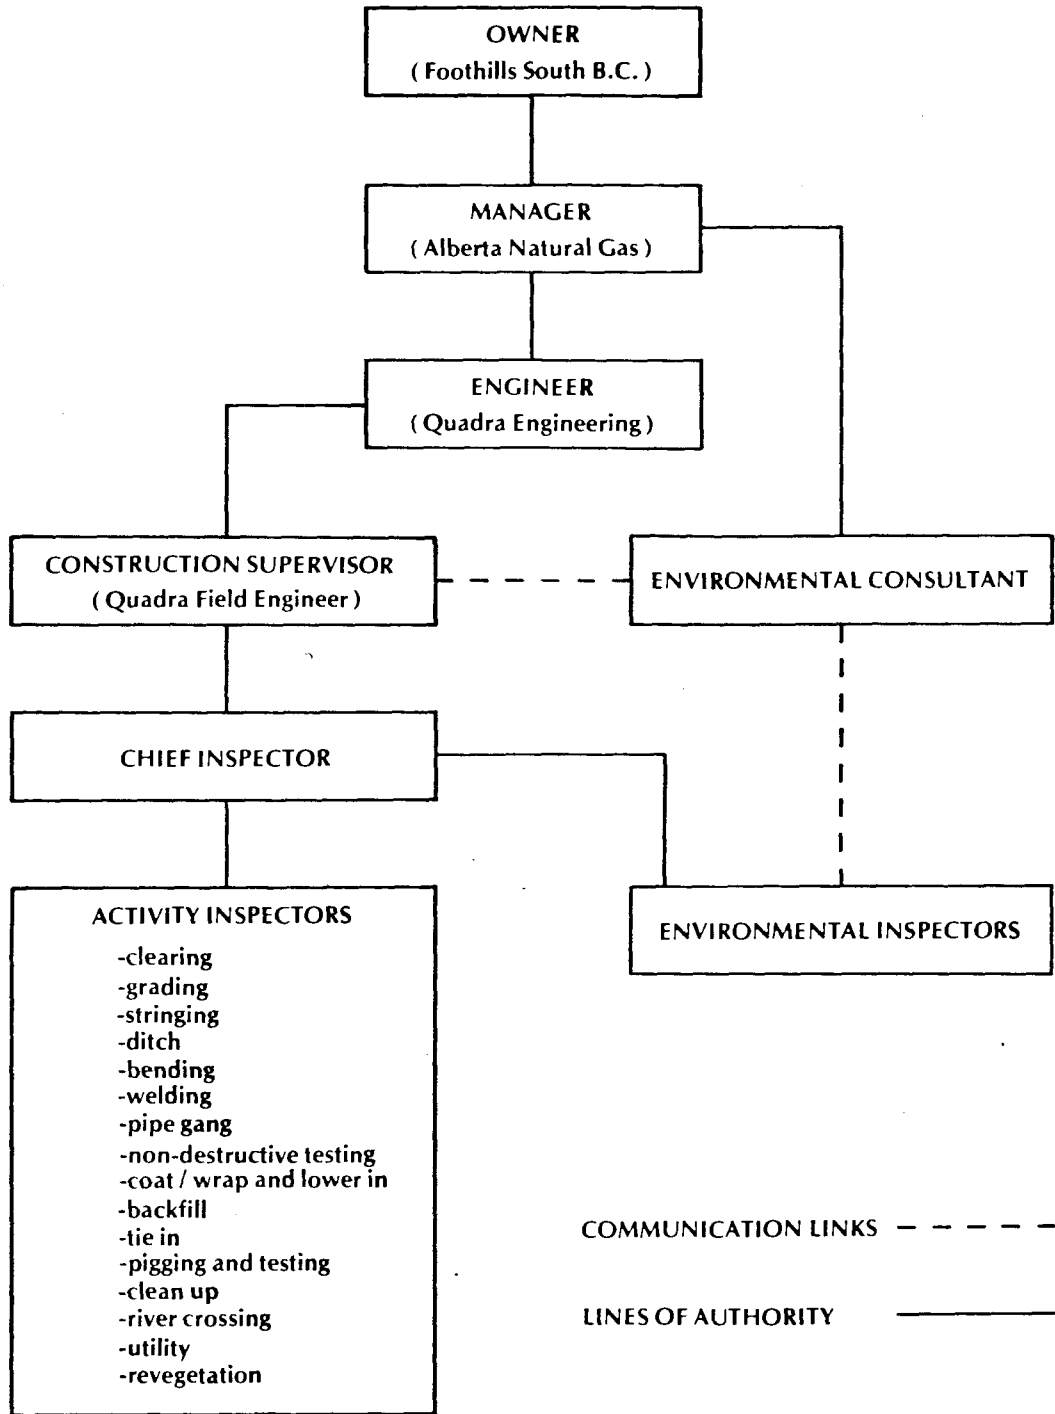 OWNER
( Foothills South B.C. )
MANAGER
( Alberta Natural Gas )
ENGINEER
( Quadra Engineering )
CONSTRUCTION SUPERVISOR
( Quadra Field Engineer )
ENVIRONMENTAL CONSULTANT
CHIEF INSPECTOR
ACTIVITY INSPECTORS
-clearing
-grading
-stringing
-ditch
-bending
-welding
-pipe gang
-non-destructive testing
-coat / wrap and lower in
-backfill
-tie in
-pigging and testing
-clean up
-river crossing
-utility
-revegetation
ENVIRONMENTAL INSPECTORS
COMMUNICATION LINKS
LINES OF AUTHORITY